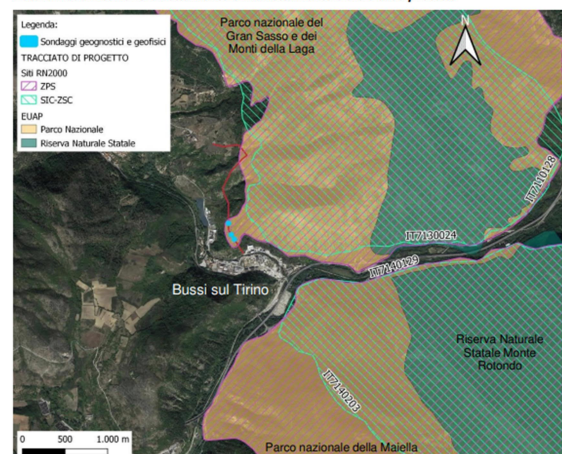 Legenda:
Sondaggi geognostici e geofisici
TRACCIATO DI PROGETTO
Siti RN2000
ZPS
SIC-ZSC
EUAP
Parco Nazionale
Riserva Naturale Statale
Parco nazionale del
Gran Sasso e dei
Monti della Laga
N
IT7110128
IT7130024
IT7140129
Bussi sul Tirino
Riserva Naturale
Statale Monte
Rotondo
IT7140203
Parco nazionale della Maiella
0 500 1.000 m